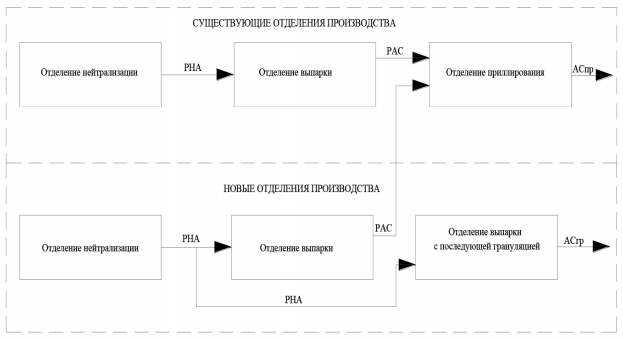 СУЩЕСТВУЮЩИЕ ОТДЕЛЕНИЯ ПРОИЗВОДСТВА
Отделение нейтрализации
РНА
Отделение выпарки
РАС
Отделение приллирования
АСпр
НОВЫЕ ОТДЕЛЕНИЯ ПРОИЗВОДСТВА
Отделение нейтрализации
РНА
Отделение выпарки
РАС
Отделение выпарки
с последующей грануляцией
АСгр
РНА